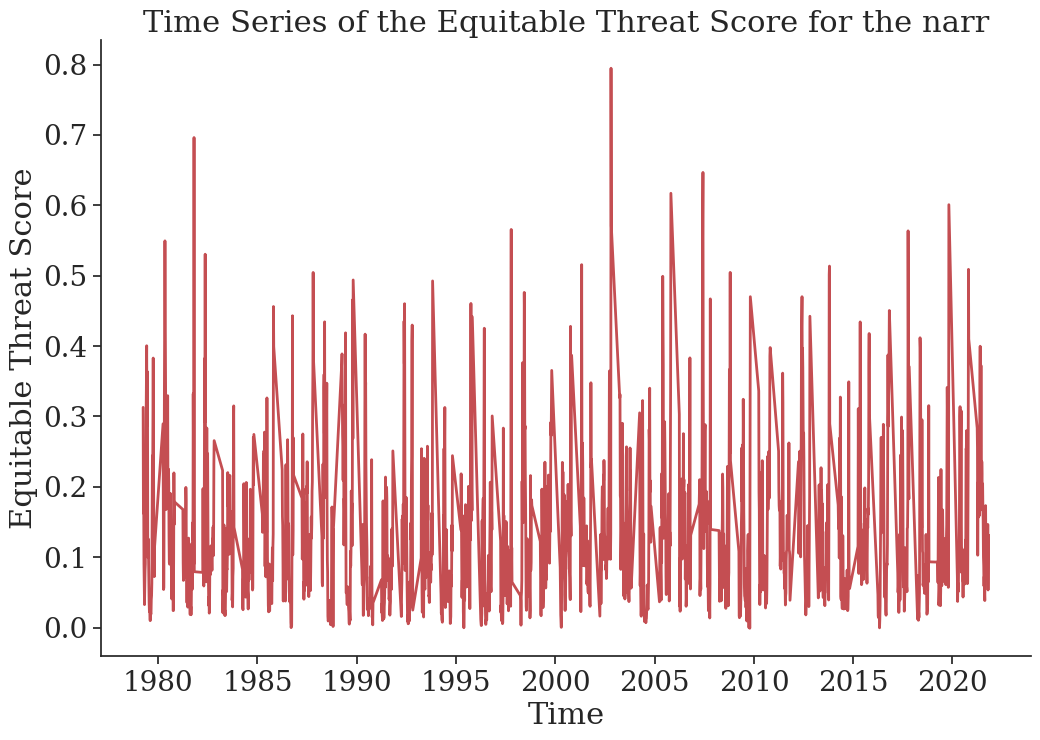 Time Series of the Equitable Threat Score for the narr
Equitable Threat Score
0.8
0.7
0.6
0.5
0.4
0.3
0.2
0.1
0.0
1980 1985 1990 1995 2000 2005 2010 2015 2020
Time